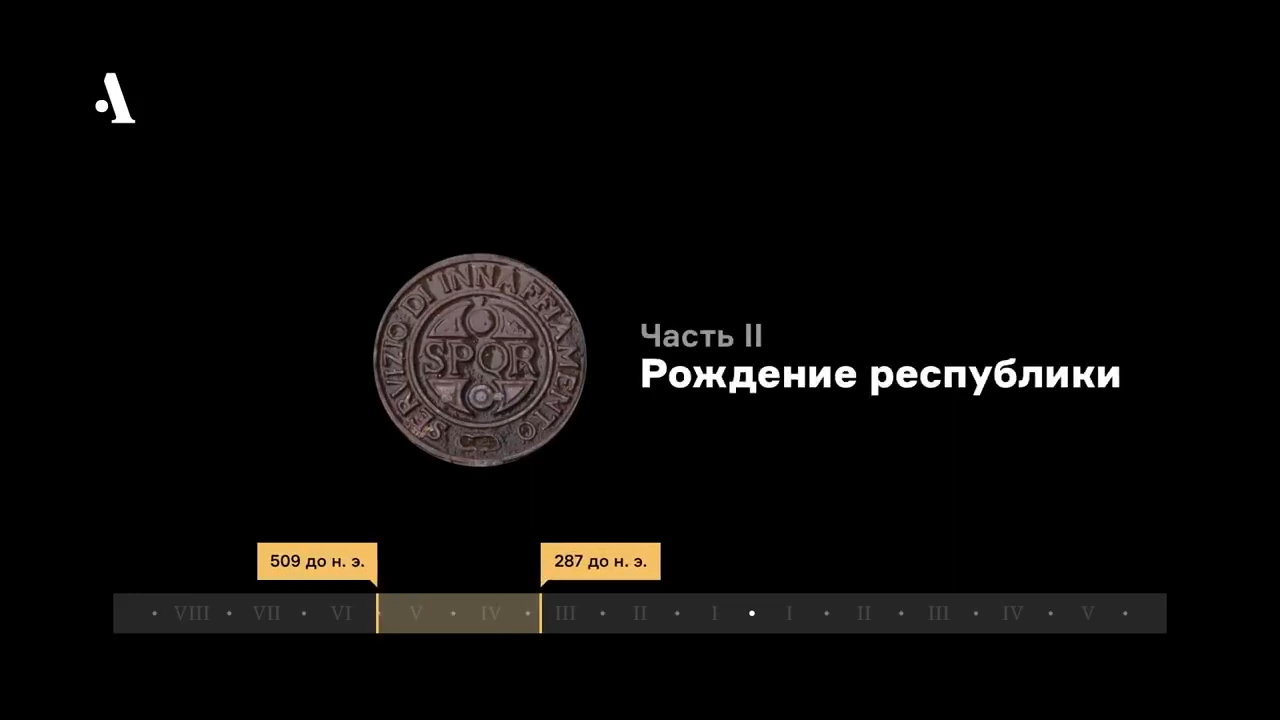 SERVIZIO DI INNAFFIAMENTO
SPQR
Часть II
Рождение республики
509 до н. э.
287 до н. э.
• VIII • VII • VI • V • IV • III • II • I • I • II • III • IV • V •